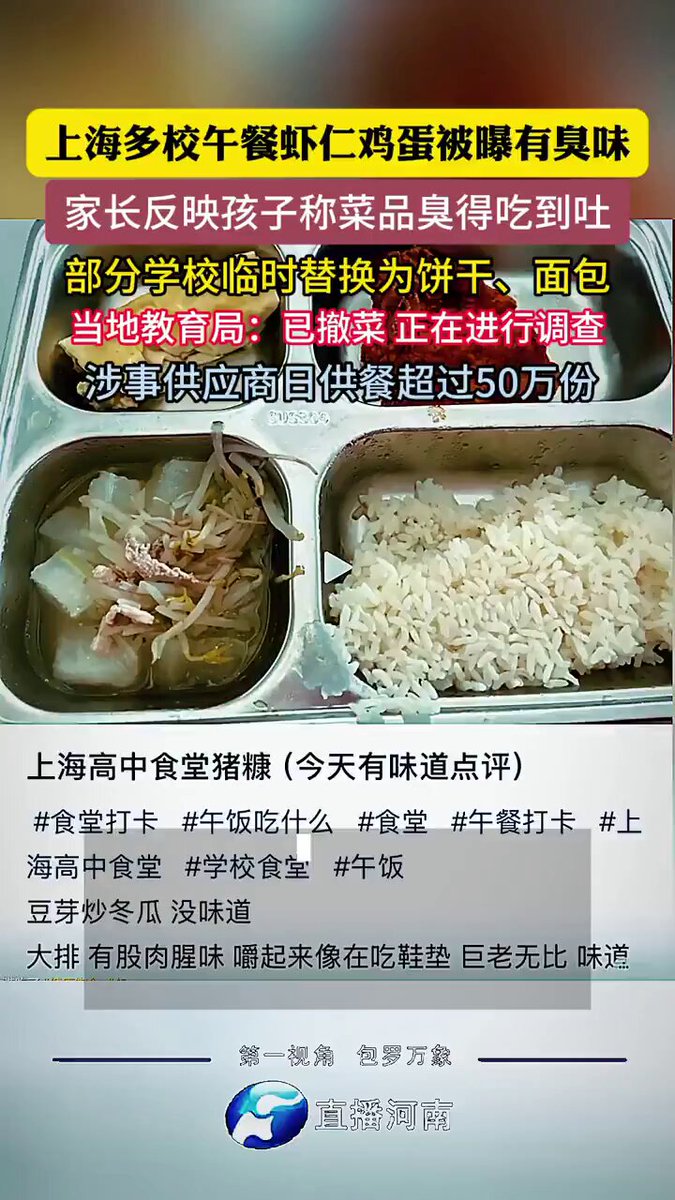 上海多校午餐虾仁鸡蛋被曝有臭味
家长反映孩子称菜品臭得吃到吐
部分学校临时替换为饼干、面包
当地教育局：已撤菜 正在进行调查
涉事供应商日供餐超过50万份
上海高中食堂猪糠（今天有味道点评）
#食堂打卡 #午饭吃什么 #食堂 #午餐打卡 #上
海高中食堂 #学校食堂 #午饭
豆芽炒冬瓜 没味道
大排 有股肉腥味 嚼起来像在吃鞋垫 巨老无比 味道
第一视角 包罗万象
直播河南